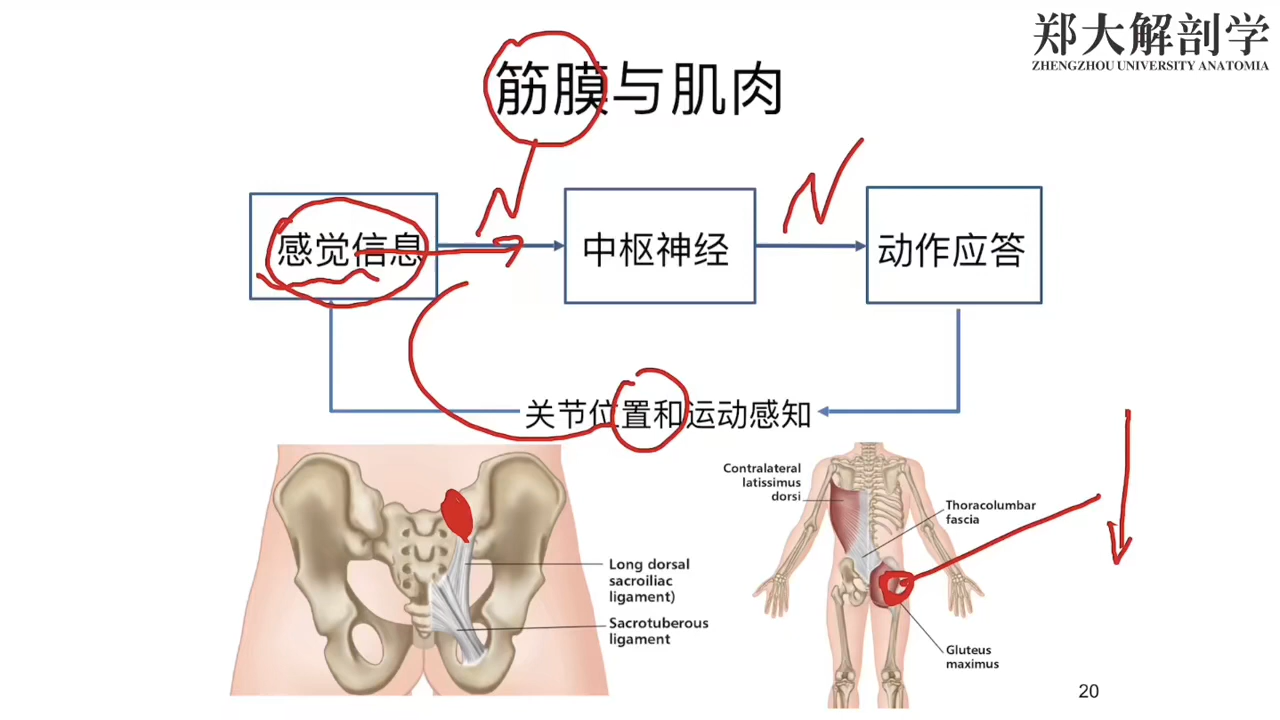 郑大解剖学
ZHENGZHOU UNIVERSITY ANATOMIA
筋膜与肌肉
感觉信息
中枢神经
动作应答
关节位置和运动感知
Long dorsal
sacroiliac
ligament)
Sacrotuberous
ligament
Contralateral
latissimus
dorsi
Thoracolumbar
fascia
Gluteus
maximus
20